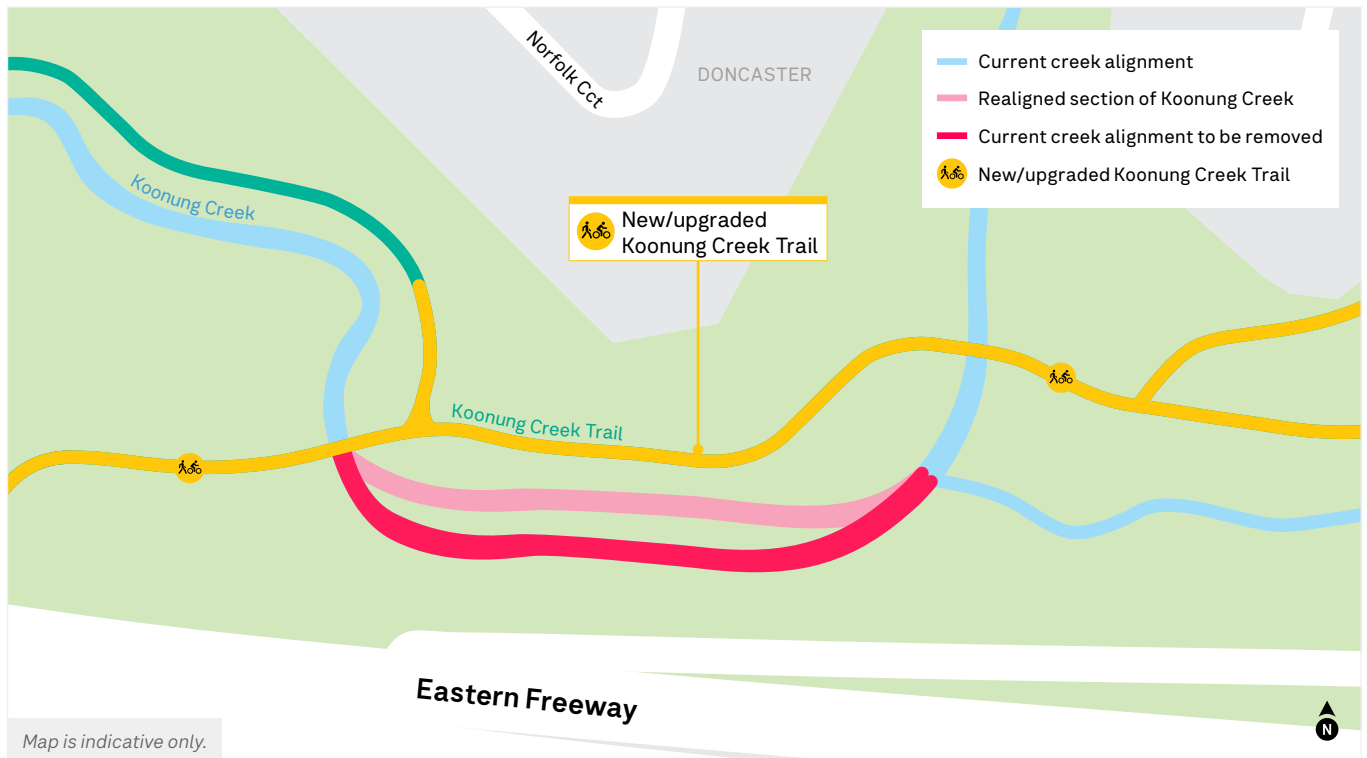 Norfolk Cct
DONCASTER
Current creek alignment
Realigned section of Koonung Creek
Current creek alignment to be removed
New/upgraded Koonung Creek Trail
Koonung Creek
New/upgraded
Koonung Creek Trail
Koonung Creek Trail
Eastern Freeway
Map is indicative only.
N